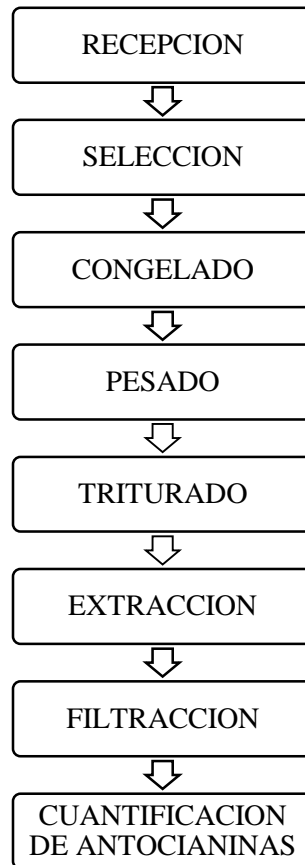 RECEPCION
SELECCION
CONGELADO
PESADO
TRITURADO
EXTRACCION
FILTRACCION
CUANTIFICACION
DE ANTOCIANINAS